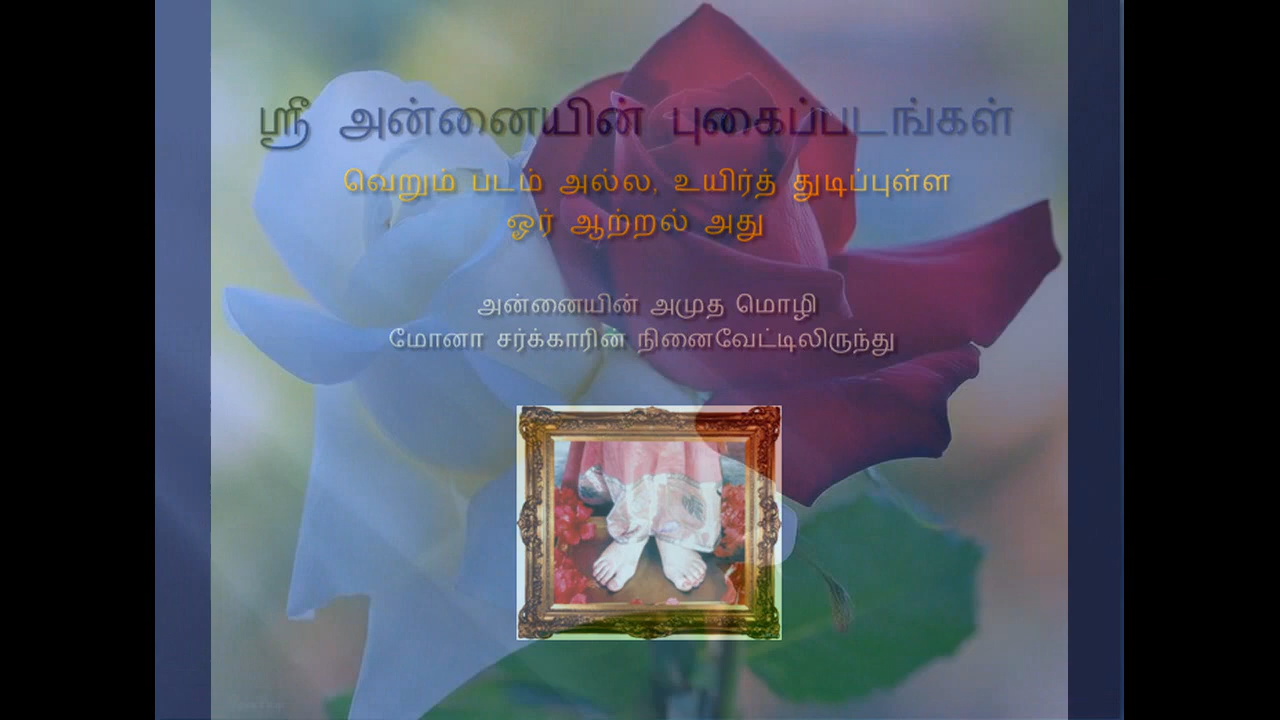 ஸ்ரீ அன்னையின் புகைப்படங்கள்
வெறும் படம் அல்ல, உயிர்த் துடிப்புள்ள
ஓர் ஆற்றல் அது
அன்னையின் அமுத மொழி
மோனா சர்க்காரின் நினைவேட்டிலிருந்து